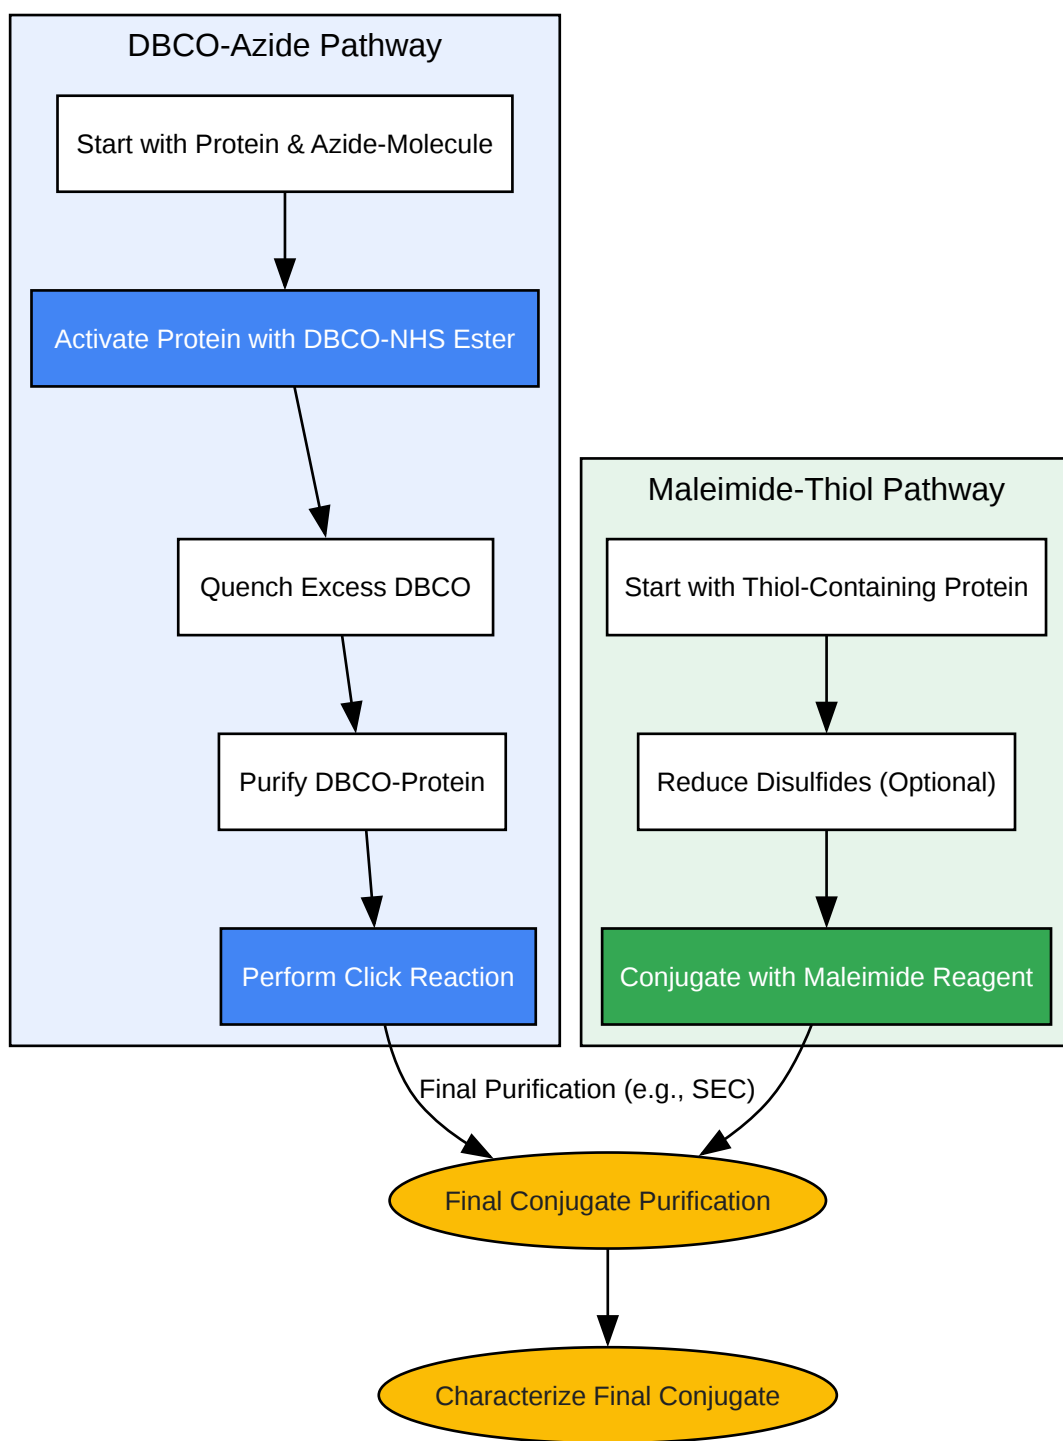 DBCO-Azide Pathway
Start with Protein & Azide-Molecule
Activate Protein with DBCO-NHS Ester
Quench Excess DBCO
Purify DBCO-Protein
Perform Click Reaction
Maleimide-Thiol Pathway
Start with Thiol-Containing Protein
Reduce Disulfides (Optional)
Conjugate with Maleimide Reagent
Final Purification (e.g., SEC)
Final Conjugate Purification
Characterize Final Conjugate